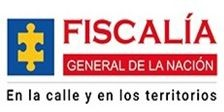 FISCALÍA
GENERAL DE LA NACIÓN
En la calle y en los territorios